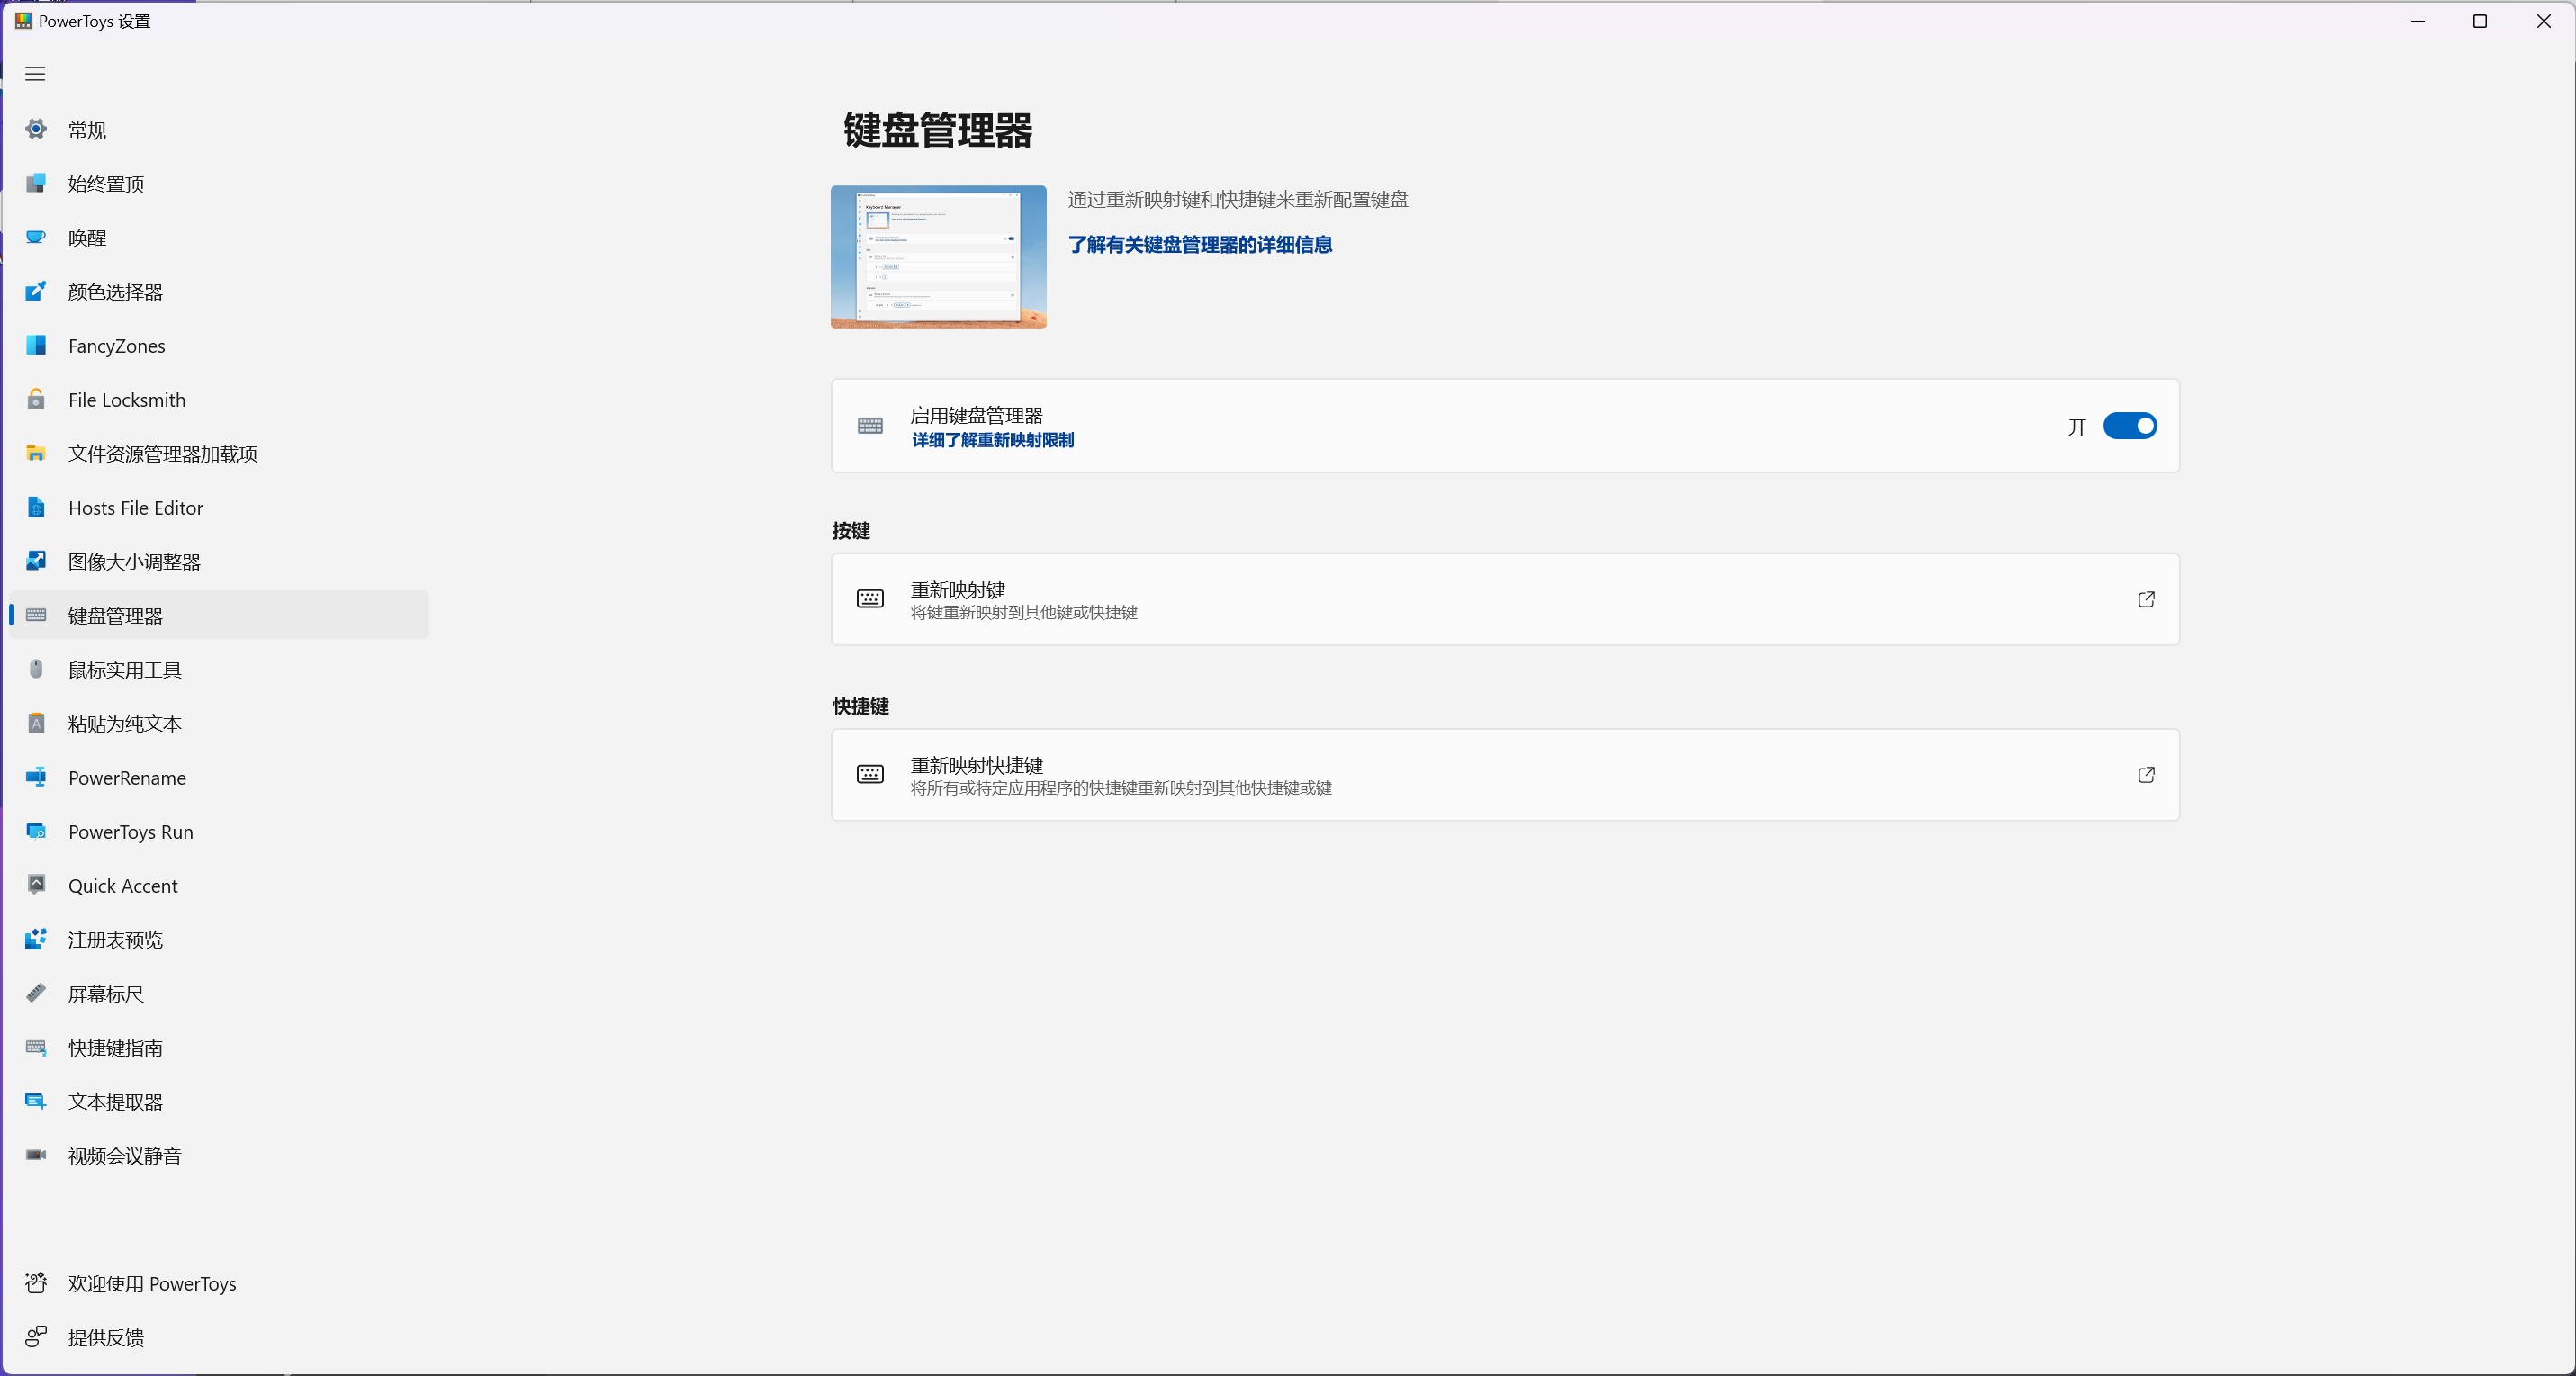 PowerToys 设置
常规
始终置顶
唤醒
颜色选择器
FancyZones
File Locksmith
文件资源管理器加载项
Hosts File Editor
图像大小调整器
键盘管理器
鼠标实用工具
粘贴为纯文本
PowerRename
PowerToys Run
Quick Accent
注册表预览
屏幕标尺
快捷键指南
文本提取器
视频会议静音
欢迎使用 PowerToys
提供反馈
键盘管理器
Keyboard Manager
通过重新映射键和快捷键来重新配置键盘
了解有关键盘管理器的详细信息
启用键盘管理器
详细了解重新映射限制
开
按键
重新映射键
将键重新映射到其他键或快捷键
快捷键
重新映射快捷键
将所有或特定应用程序的快捷键重新映射到其他快捷键或键